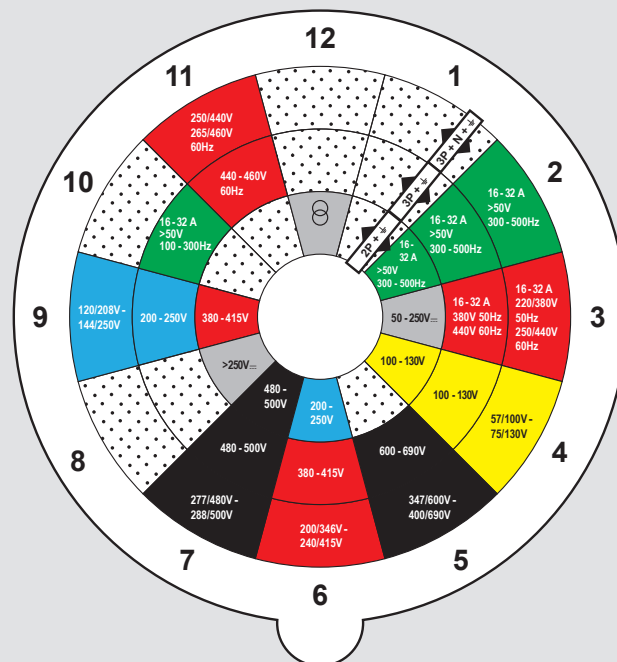 12
1
2
3
4
5
6
7
8
9
10
11
3P + N + ⏚
3P + ⏚
2P + ⏚
16 - 32 A
>50V
300 - 500Hz
16 - 32 A
>50V
300 - 500Hz
16 -
32 A
>50V
300 - 500Hz
16 - 32 A
220/380V
50Hz
250/440V
60Hz
16 - 32 A
380V 50Hz
440V 60Hz
50 - 250V⎓
57/100V -
75/130V
100 - 130V
100 - 130V
347/600V -
400/690V
600 - 690V
200/346V -
240/415V
380 - 415V
200 -
250V
277/480V -
288/500V
480 - 500V
480 -
500V
>250V⎓
120/208V -
144/250V
200 - 250V
380 - 415V
16 - 32 A
>50V
100 - 300Hz
250/440V
265/460V
60Hz
440 - 460V
60Hz